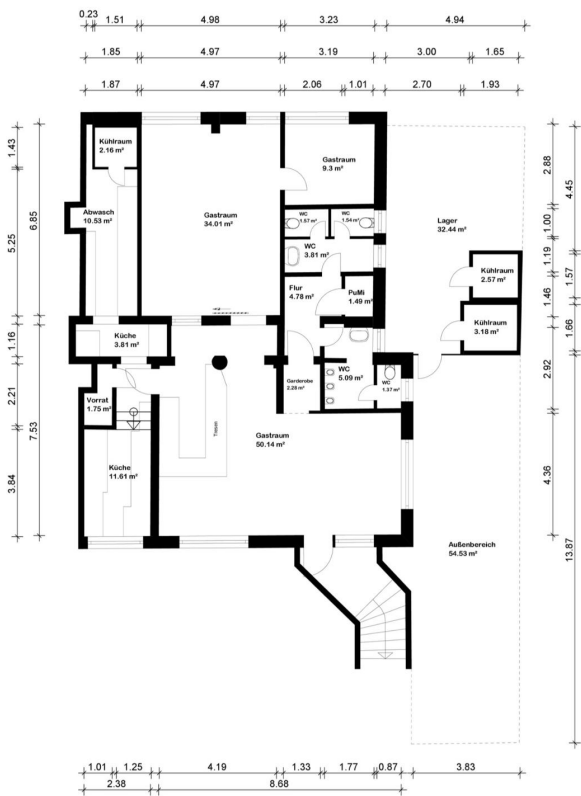 0.23 1.51 4.98 3.23 4.94
1.85 4.97 3.19 3.00 1.65
1.87 4.97 2.06 1.01 2.70 1.93
1.43
5.25
1.16
2.21
3.84
6.85
7.53
Kühlraum
2.16 m²
Abwasch
10.53 m²
Gastraum
34.01 m²
Gastraum
9.3 m²
WC
1.57 m²
WC
1.54 m²
WC
3.81 m²
Flur
4.78 m²
PuMi
1.49 m²
Lager
32.44 m²
Kühlraum
2.57 m²
Kühlraum
3.18 m²
Küche
3.81 m²
Vorrat
1.75 m²
Küche
11.61 m²
Garderobe
2.28 m²
WC
5.09 m²
WC
1.37 m²
Tresen
Gastraum
50.14 m²
Außenbereich
54.53 m²
2.88
1.00
1.19
1.46
2.92
4.36
4.45
1.57
1.66
13.87
1.01 1.25 4.19 1.33 1.77 0.87 3.83
2.38 8.68